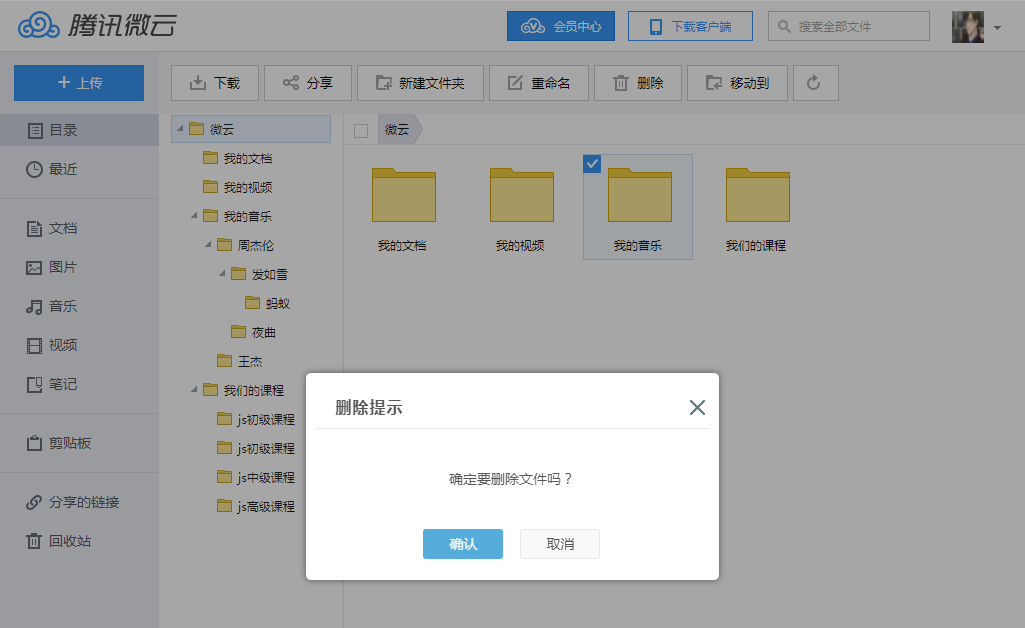 腾讯微云
会员中心
下载客户端
搜索全部文件
上传
下载
分享
新建文件夹
重命名
删除
移动到
目录
最近
文档
图片
音乐
视频
笔记
剪贴板
分享的链接
回收站
微云
我的文档
我的视频
我的音乐
周杰伦
发如雪
蚂蚁
夜曲
王杰
我们的课程
js初级课程
js初级课程
js中级课程
js高级课程
微云
我的文档
我的视频
我的音乐
我们的课程
删除提示
确定要删除文件吗？
确认
取消